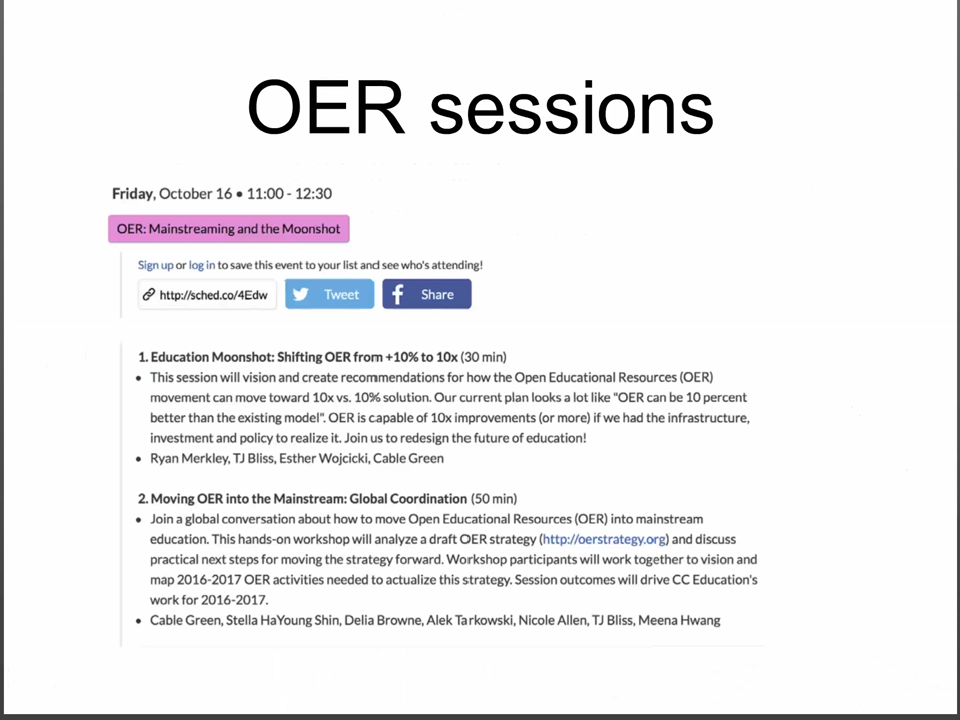 OER sessions
Friday, October 16 • 11:00 - 12:30
OER: Mainstreaming and the Moonshot
Sign up or log in to save this event to your list and see who's attending!
http://sched.co/4Edw Tweet Share
1. Education Moonshot: Shifting OER from +10% to 10x (30 min)
• This session will vision and create recommendations for how the Open Educational Resources (OER)
movement can move toward 10x vs. 10% solution. Our current plan looks a lot like "OER can be 10 percent
better than the existing model". OER is capable of 10x improvements (or more) if we had the infrastructure,
investment and policy to realize it. Join us to redesign the future of education!
• Ryan Merkley, TJ Bliss, Esther Wojcicki, Cable Green
2. Moving OER into the Mainstream: Global Coordination (50 min)
• Join a global conversation about how to move Open Educational Resources (OER) into mainstream
education. This hands-on workshop will analyze a draft OER strategy (http://oerstrategy.org) and discuss
practical next steps for moving the strategy forward. Workshop participants will work together to vision and
map 2016-2017 OER activities needed to actualize this strategy. Session outcomes will drive CC Education's
work for 2016-2017.
• Cable Green, Stella HaYoung Shin, Delia Browne, Alek Tarkowski, Nicole Allen, TJ Bliss, Meena Hwang